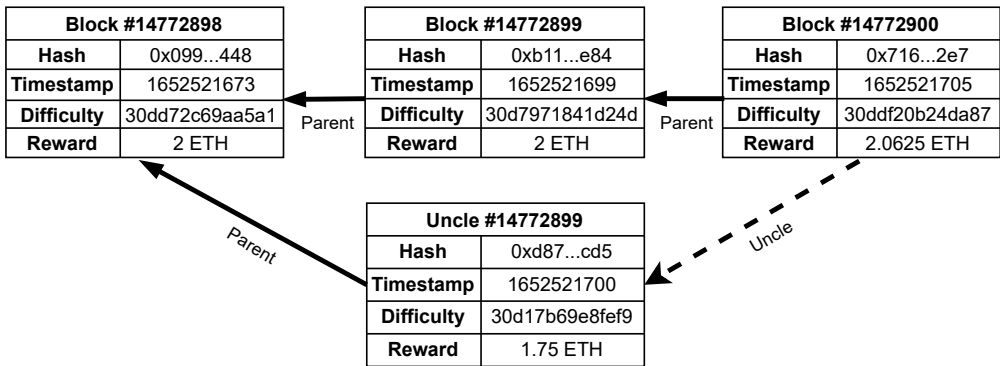 Block #14772898
Hash 0x099...448
Timestamp 1652521673
Difficulty 30dd72c69aa5a1
Reward 2 ETH
Parent
Block #14772899
Hash 0xb11...e84
Timestamp 1652521699
Difficulty 30d7971841d24d
Reward 2 ETH
Parent
Block #14772900
Hash 0x716...2e7
Timestamp 1652521705
Difficulty 30ddf20b24da87
Reward 2.0625 ETH
Parent
Uncle #14772899
Hash 0xd87...cd5
Timestamp 1652521700
Difficulty 30d17b69e8fef9
Reward 1.75 ETH
Uncle